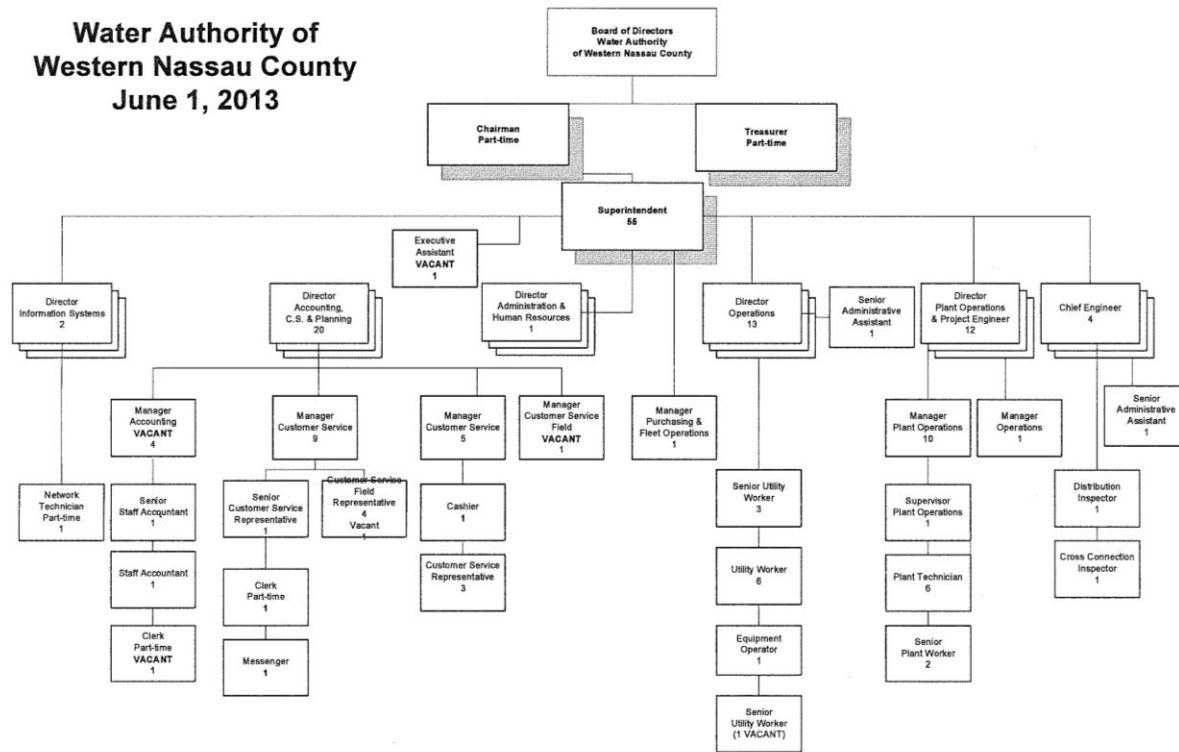 Water Authority of
Western Nassau County
June 1, 2013
Board of Directors
Water Authority
of Western Nassau County
Chairman
Part-time
Treasurer
Part-time
Superintendent
55
Executive
Assistant
VACANT
1
Director
Information Systems
2
Director
Accounting,
C.S. & Planning
20
Director
Administration &
Human Resources
1
Director
Operations
13
Senior
Administrative
Assistant
1
Director
Plant Operations
& Project Engineer
12
Chief Engineer
4
Manager
Accounting
VACANT
4
Manager
Customer Service
9
Manager
Customer Service
5
Manager
Customer Service
Field
VACANT
1
Manager
Purchasing &
Fleet Operations
1
Manager
Plant Operations
10
Manager
Operations
1
Senior
Administrative
Assistant
1
Network
Technician
Part-time
1
Senior
Staff Accountant
1
Senior
Customer Service
Representative
1
Customer Service
Field
Representative
4
Vacant
1
Cashier
1
Senior Utility
Worker
3
Supervisor
Plant Operations
1
Distribution
Inspector
1
Staff Accountant
1
Clerk
Part-time
1
Customer Service
Representative
3
Utility Worker
6
Plant Technician
6
Cross Connection
Inspector
1
Clerk
Part-time
VACANT
1
Messenger
1
Equipment
Operator
1
Senior
Plant Worker
2
Senior
Utility Worker
(1 VACANT)